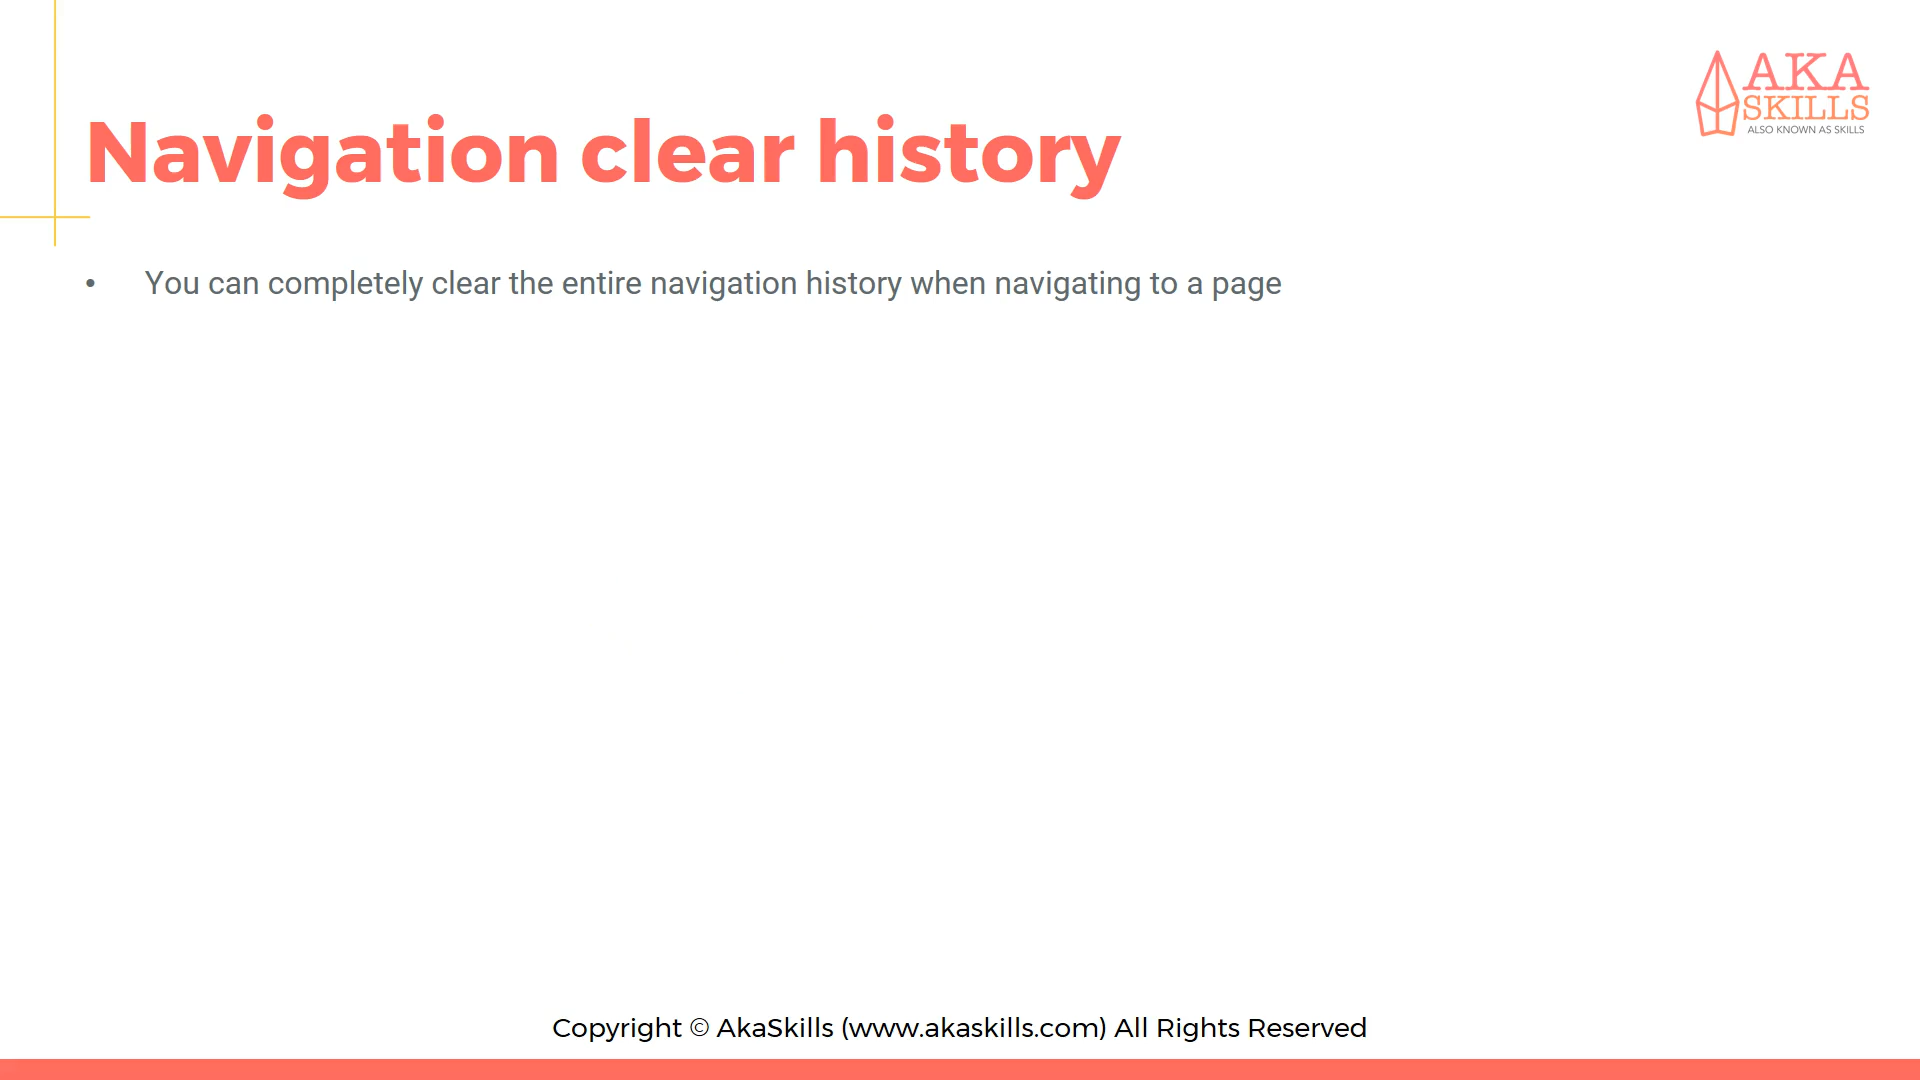 AKA
SKILLS
ALSO KNOWN AS SKILLS
Navigation clear history
• You can completely clear the entire navigation history when navigating to a page
Copyright © AkaSkills (www.akaskills.com) All Rights Reserved